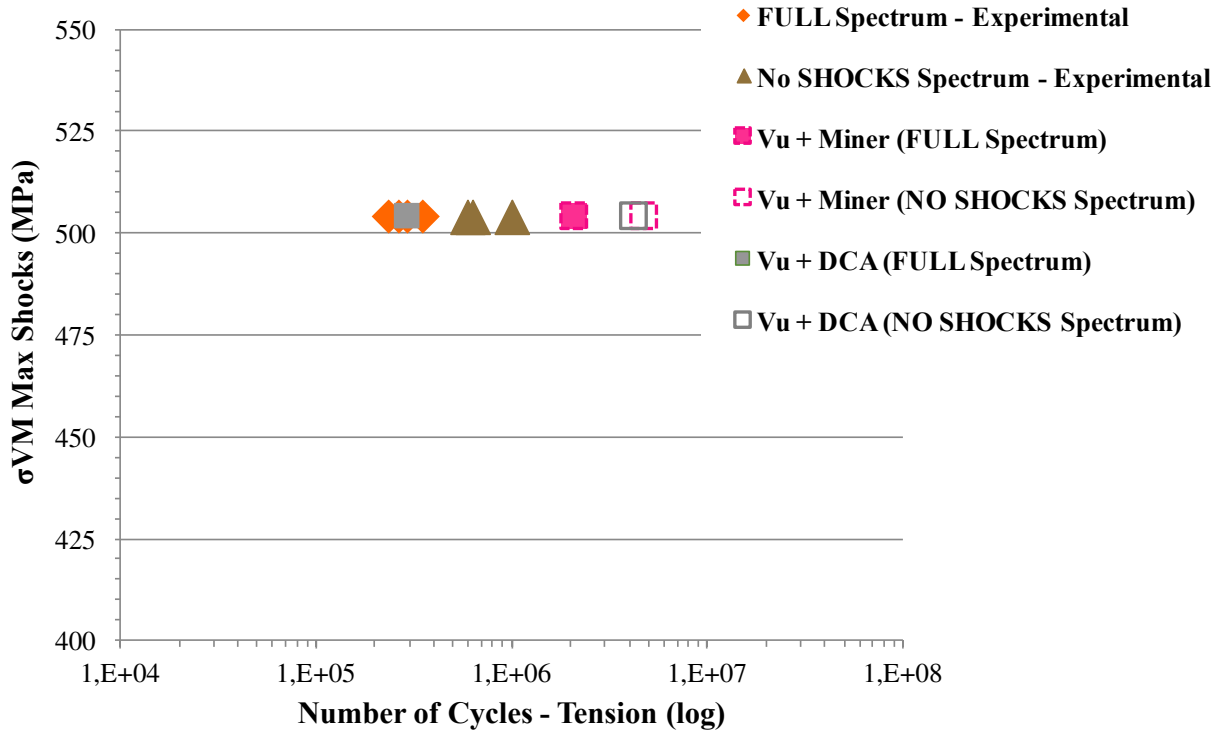 FULL Spectrum - Experimental
No SHOCKS Spectrum - Experimental
Vu + Miner (FULL Spectrum)
Vu + Miner (NO SHOCKS Spectrum)
Vu + DCA (FULL Spectrum)
Vu + DCA (NO SHOCKS Spectrum)
σVM Max Shocks (MPa)
550
525
500
475
450
425
400
1,E+04 1,E+05 1,E+06 1,E+07 1,E+08
Number of Cycles - Tension (log)